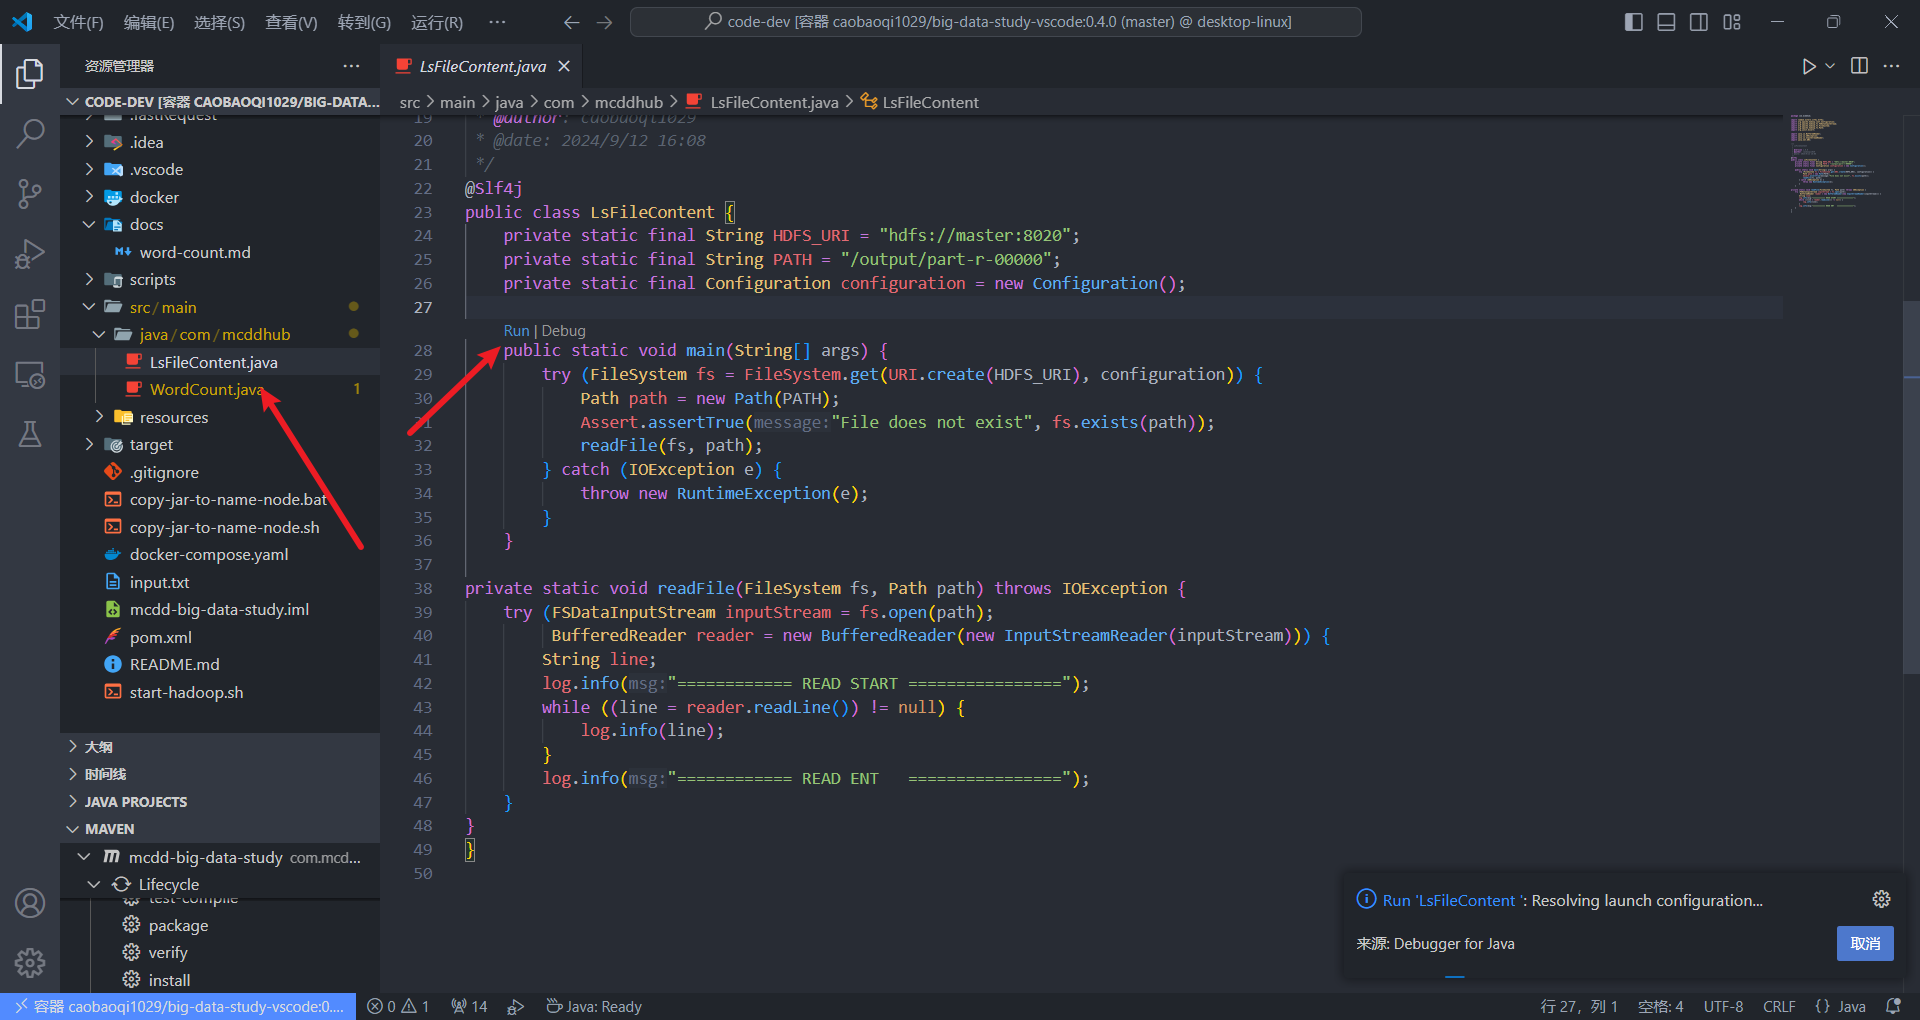 文件(F) 编辑(E) 选择(S) 查看(V) 转到(G) 运行(R) ···
code-dev [容器 caobaoqi1029/big-data-study-vscode:0.4.0 (master) @ desktop-linux]
资源管理器
CODE-DEV [容器 CAOBAOQI1029/BIG-DATA...
.fastRequest
.idea
.vscode
docker
docs
word-count.md
scripts
src / main
java / com / mcddhub
LsFileContent.java
WordCount.java 1
resources
target
.gitignore
copy-jar-to-name-node.bat
copy-jar-to-name-node.sh
docker-compose.yaml
input.txt
mcdd-big-data-study.iml
pom.xml
README.md
start-hadoop.sh
大纲
时间线
JAVA PROJECTS
MAVEN
mcdd-big-data-study com.mcd...
Lifecycle
test-compile
package
verify
install
LsFileContent.java
src > main > java > com > mcddhub > LsFileContent.java > LsFileContent
19 * @author: caobaoqi1029
20 * @date: 2024/9/12 16:08
21 */
22 @Slf4j
23 public class LsFileContent {
24 private static final String HDFS_URI = "hdfs://master:8020";
25 private static final String PATH = "/output/part-r-00000";
26 private static final Configuration configuration = new Configuration();
27
Run | Debug
28 public static void main(String[] args) {
29 try (FileSystem fs = FileSystem.get(URI.create(HDFS_URI), configuration)) {
30 Path path = new Path(PATH);
31 Assert.assertTrue(message:"File does not exist", fs.exists(path));
32 readFile(fs, path);
33 } catch (IOException e) {
34 throw new RuntimeException(e);
35 }
36 }
37
38 private static void readFile(FileSystem fs, Path path) throws IOException {
39 try (FSDataInputStream inputStream = fs.open(path);
40 BufferedReader reader = new BufferedReader(new InputStreamReader(inputStream))) {
41 String line;
42 log.info(msg:"============ READ START ================");
43 while ((line = reader.readLine()) != null) {
44 log.info(line);
45 }
46 log.info(msg:"============ READ ENT   ================");
47 }
48 }
49 }
50
Run 'LsFileContent ': Resolving launch configuration...
来源: Debugger for Java
取消
容器 caobaoqi1029/big-data-study-vscode:0.... 0 1 14 Java: Ready 行 27, 列 1 空格: 4 UTF-8 CRLF {} Java